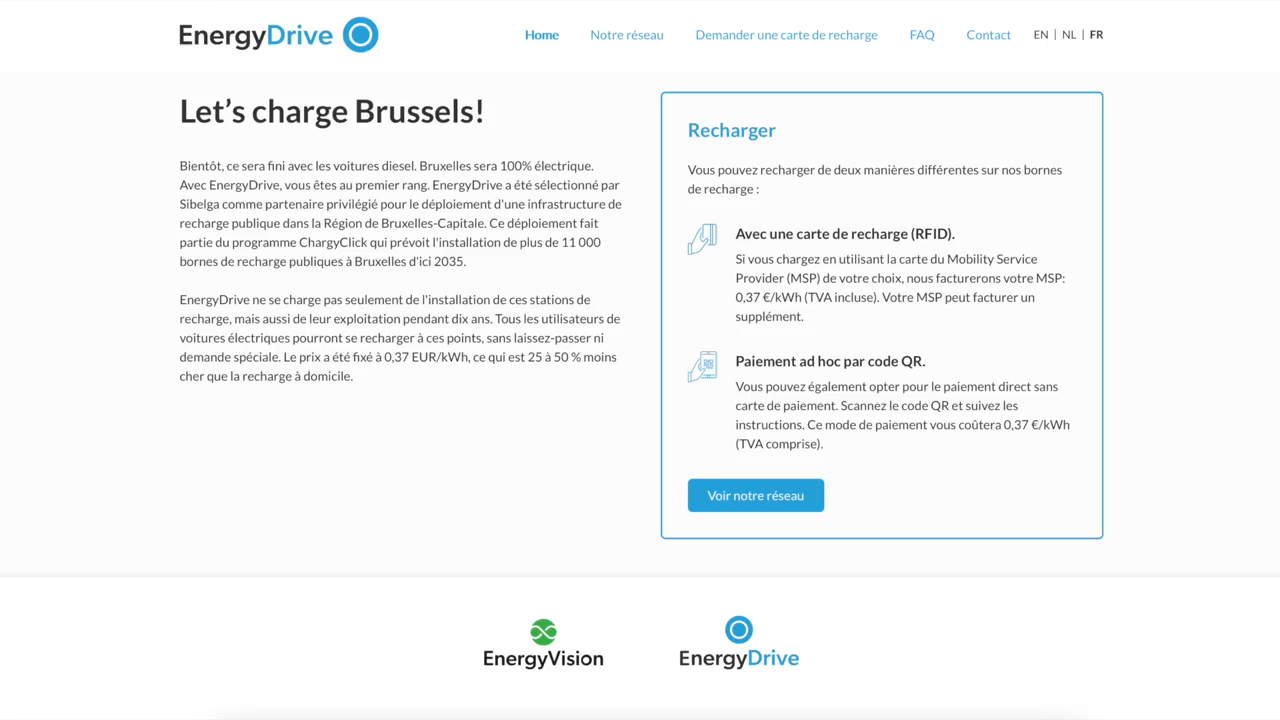 EnergyDrive
Home
Notre réseau
Demander une carte de recharge
FAQ
Contact
EN | NL | FR
Let’s charge Brussels!
Bientôt, ce sera fini avec les voitures diesel. Bruxelles sera 100% électrique.
Avec EnergyDrive, vous êtes au premier rang. EnergyDrive a été sélectionné par
Sibelga comme partenaire privilégié pour le déploiement d'une infrastructure de
recharge publique dans la Région de Bruxelles-Capitale. Ce déploiement fait
partie du programme ChargyClick qui prévoit l'installation de plus de 11 000
bornes de recharge publiques à Bruxelles d'ici 2035.
EnergyDrive ne se charge pas seulement de l'installation de ces stations de
recharge, mais aussi de leur exploitation pendant dix ans. Tous les utilisateurs de
voitures électriques pourront se recharger à ces points, sans laissez-passer ni
demande spéciale. Le prix a été fixé à 0,37 EUR/kWh, ce qui est 25 à 50 % moins
cher que la recharge à domicile.
Recharger
Vous pouvez recharger de deux manières différentes sur nos bornes
de recharge :
Avec une carte de recharge (RFID).
Si vous chargez en utilisant la carte du Mobility Service
Provider (MSP) de votre choix, nous facturerons votre MSP:
0,37 €/kWh (TVA incluse). Votre MSP peut facturer un
supplément.
Paiement ad hoc par code QR.
Vous pouvez également opter pour le paiement direct sans
carte de paiement. Scannez le code QR et suivez les
instructions. Ce mode de paiement vous coûtera 0,37 €/kWh
(TVA comprise).
Voir notre réseau
EnergyVision
EnergyDrive